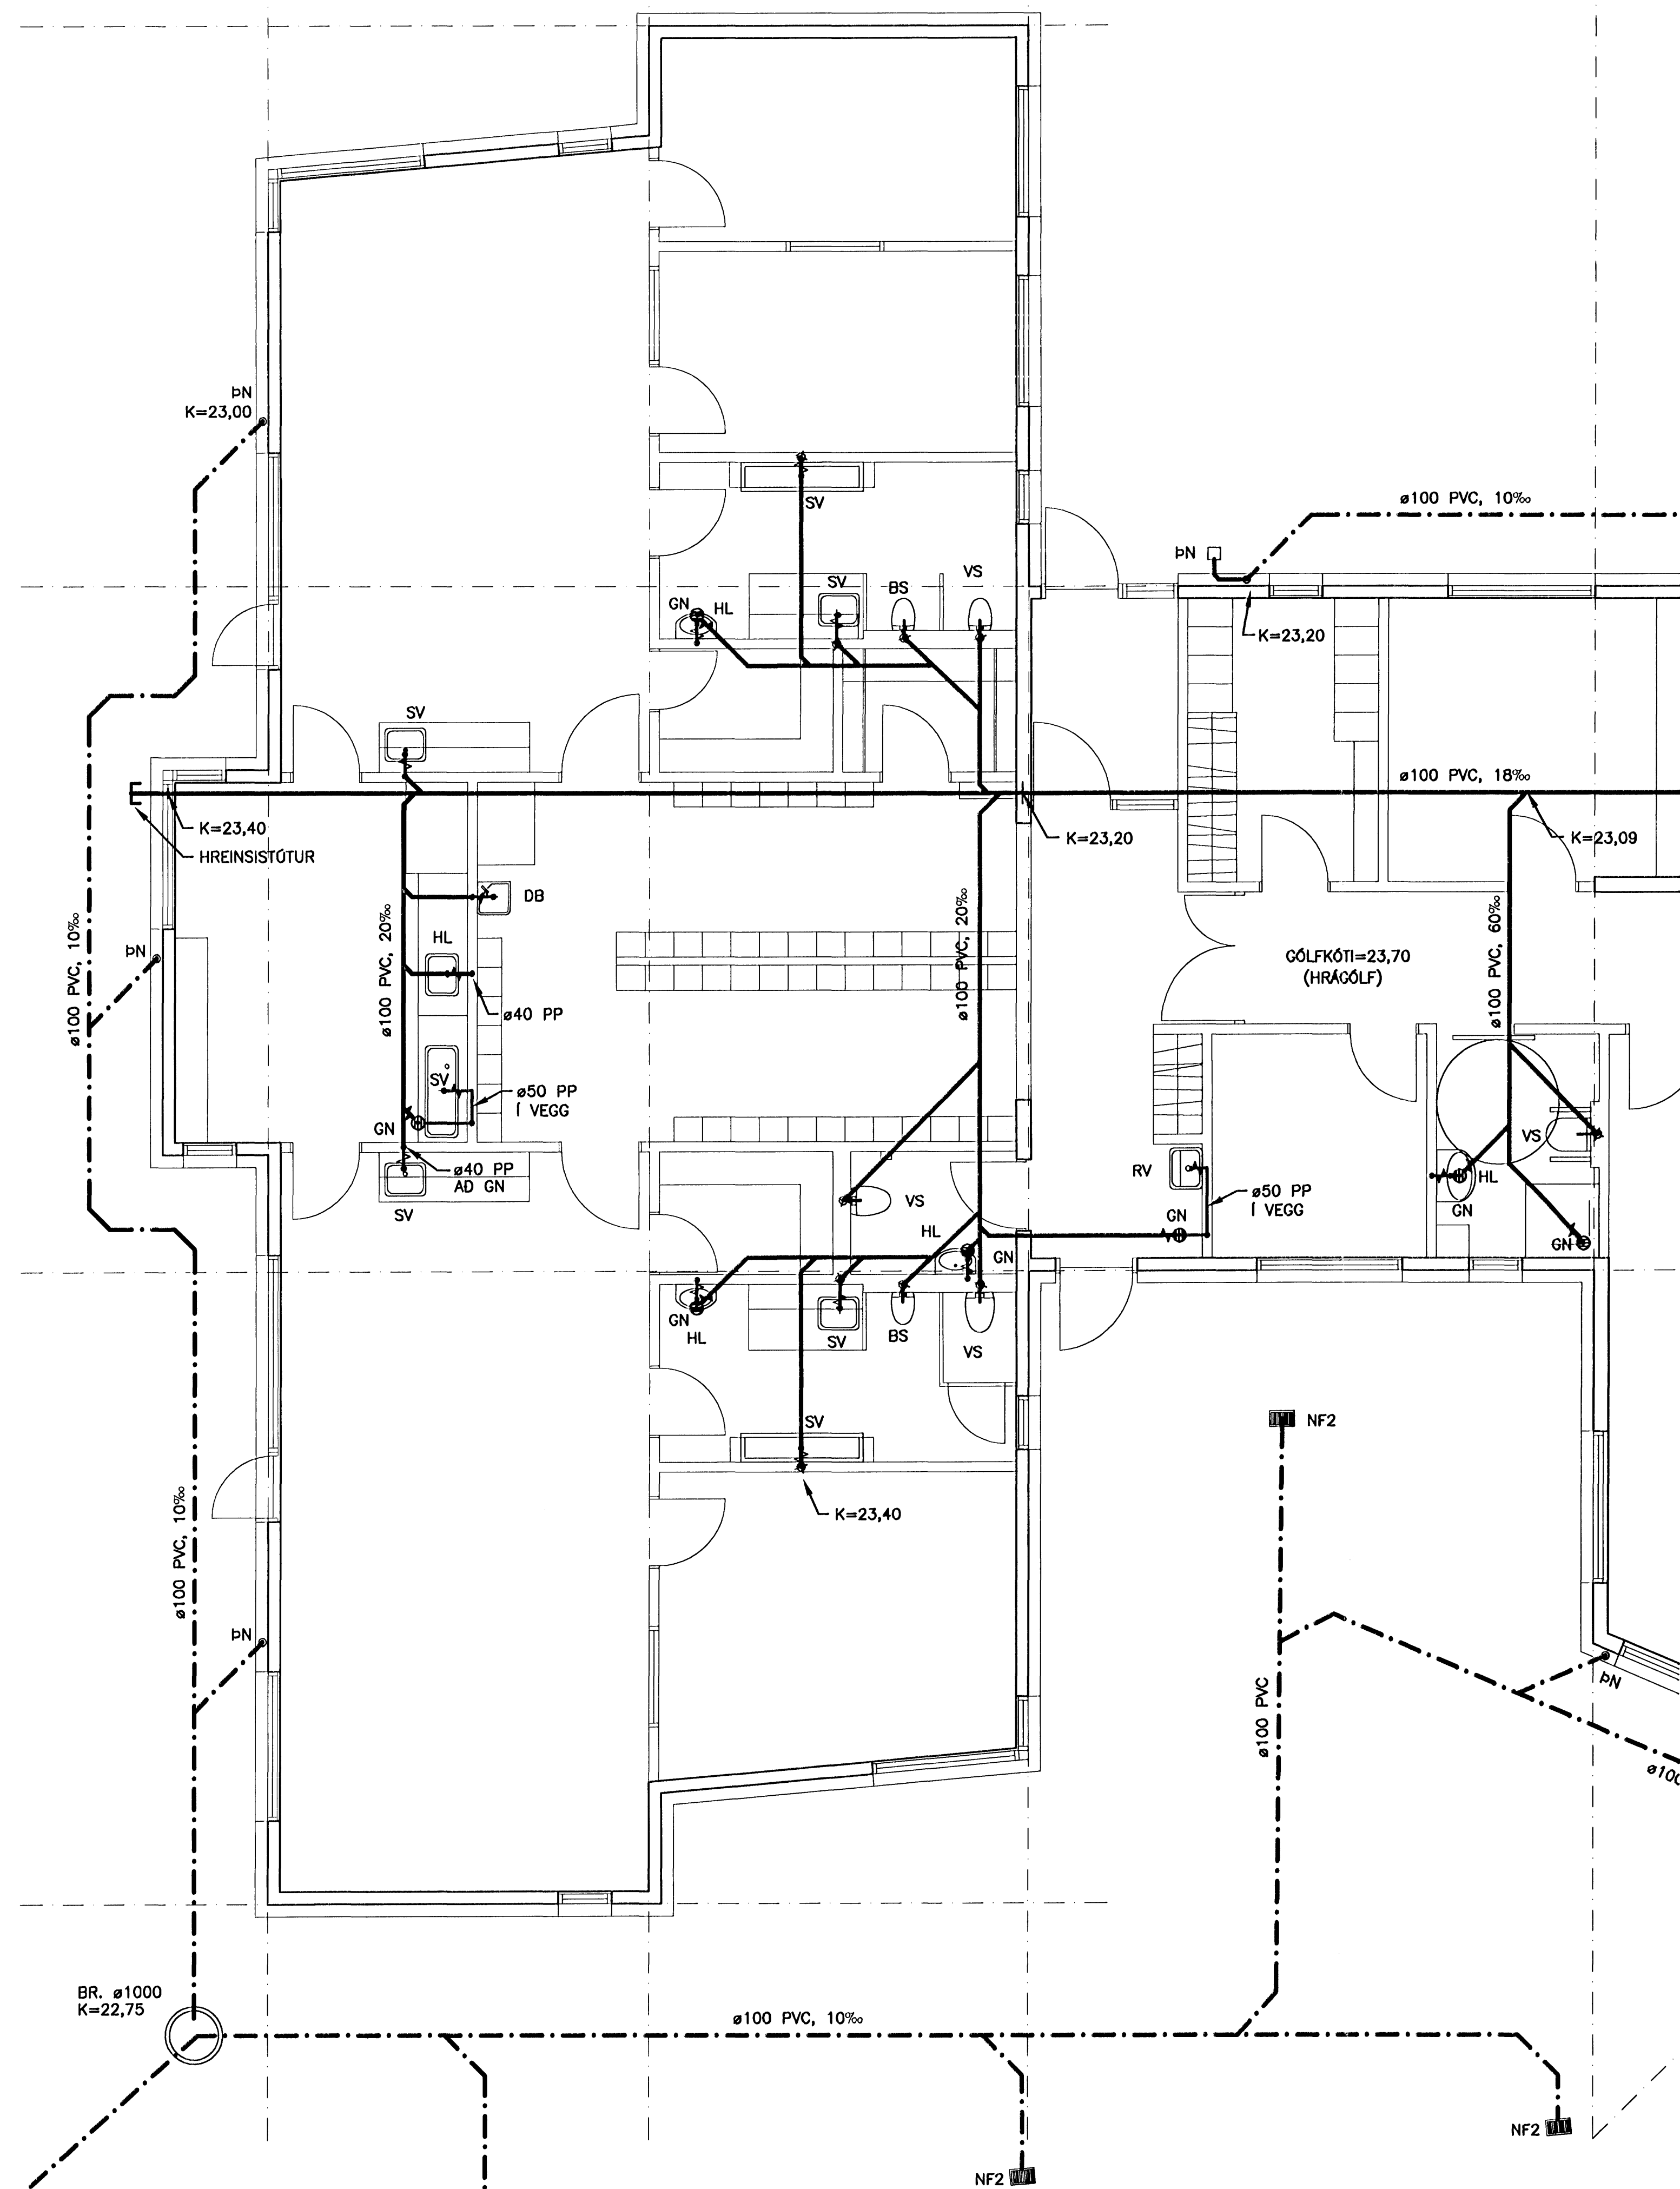 ÞN
K=23,00
SV
ø100 PVC, 10‰
ÞN
K=23,20
SV
BS
VS
GN
HL
SV
ø100 PVC, 18‰
K=23,40
HREINSISTÚTUR
K=23,20
K=23,09
DB
ø100 PVC, 10‰
ÞN
ø100 PVC, 20‰
HL
ø40 PP
ø100 PVC, 20‰
GÓLFKÓTI=23,70
(HRÁGÓLF)
ø100 PVC, 60‰
SV
ø50 PP
Í VEGG
GN
ø40 PP
AÐ GN
SV
VS
HL
GN
RV
ø50 PP
Í VEGG
GN
VS
HL
GN
GN
GN
HL
SV
BS
VS
SV
K=23,40
NF2
ø100 PVC, 10‰
ÞN
ø100 PVC
ÞN
ø100
BR. ø1000
K=22,75
ø100 PVC, 10‰
NF2
NF2